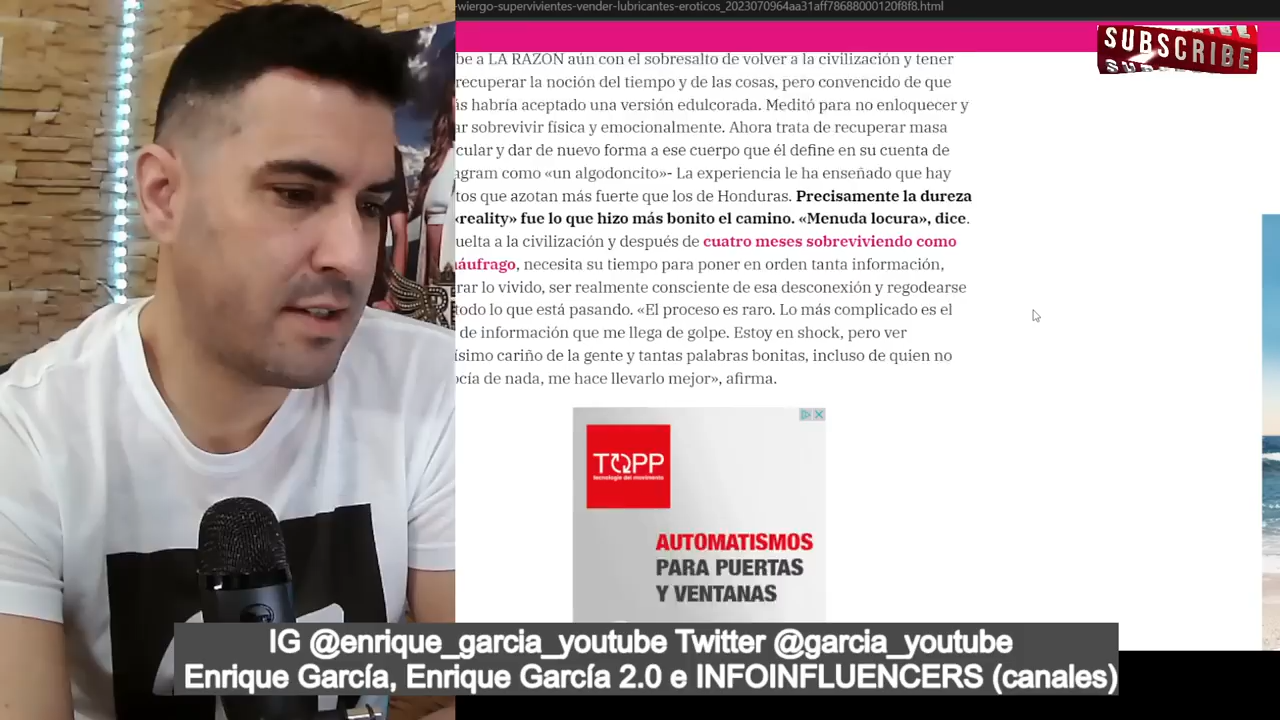 -wiergo-supervivientes-vender-lubricantes-eroticos_2023070964aa31aff78688000120f8f8.html
SUBSCRIBE
be a LA RAZÓN aún con el sobresalto de volver a la civilización y tener
recuperar la noción del tiempo y de las cosas, pero convencido de que
ás habría aceptado una versión edulcorada. Meditó para no enloquecer y
ar sobrevivir física y emocionalmente. Ahora trata de recuperar masa
cular y dar de nuevo forma a ese cuerpo que él define en su cuenta de
agram como «un algodoncito»- La experiencia le ha enseñado que hay
tos que azotan más fuerte que los de Honduras. Precisamente la dureza
«reality» fue lo que hizo más bonito el camino. «Menuda locura», dice.
uelta a la civilización y después de cuatro meses sobreviviendo como
náufrago, necesita su tiempo para poner en orden tanta información,
rar lo vivido, ser realmente consciente de esa desconexión y regodearse
todo lo que está pasando. «El proceso es raro. Lo más complicado es el
de información que me llega de golpe. Estoy en shock, pero ver
ísimo cariño de la gente y tantas palabras bonitas, incluso de quien no
ocía de nada, me hace llevarlo mejor», afirma.
TOPP
tecnologie del movimento
AUTOMATISMOS
PARA PUERTAS
Y VENTANAS
IG @enrique_garcia_youtube Twitter @garcia_youtube
Enrique García, Enrique García 2.0 e INFOINFLUENCERS (canales)